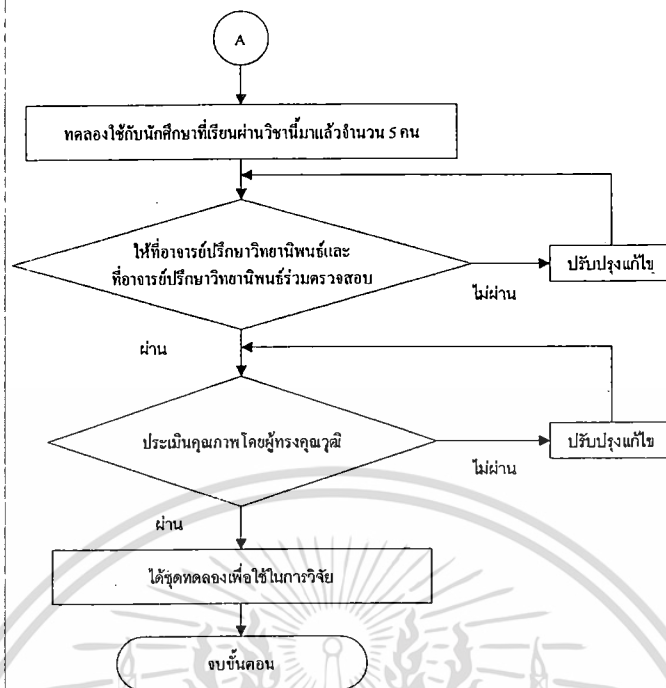 A
ทดลองใช้กับนักศึกษาที่เรียนผ่านวิชานี้มาแล้วจำนวน 5 คน
ให้ที่อาจารย์ปรึกษาวิทยานิพนธ์และ
ที่อาจารย์ปรึกษาวิทยานิพนธ์ร่วมตรวจสอบ
ปรับปรุงแก้ไข
ไม่ผ่าน
ผ่าน
ประเมินคุณภาพโดยผู้ทรงคุณวุฒิ
ปรับปรุงแก้ไข
ไม่ผ่าน
ผ่าน
ได้ชุดทดลองเพื่อใช้ในการวิจัย
จบขั้นตอน